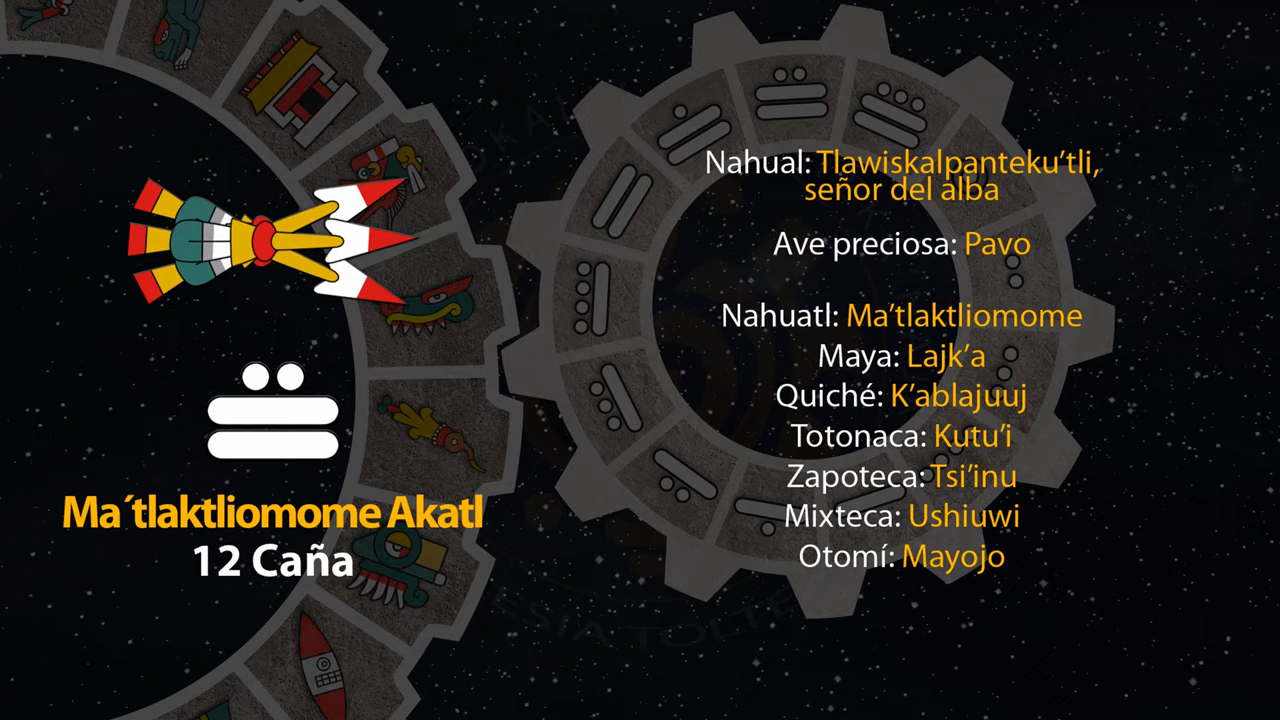 Nahual: Tlawiskalpanteku’tli,
señor del alba
Ave preciosa: Pavo
Nahuatl: Ma’tlaktliomome
Maya: Lajk’a
Quiché: K’ablajuuj
Totonaca: Kutu’i
Zapoteca: Tsi’inu
Mixteca: Ushiuwi
Otomí: Mayojo
Ma´tlaktliomome Akatl
12 Caña